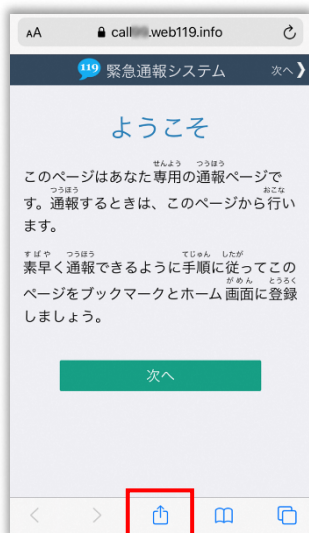 AA call .web119.info
119 緊急通報システム 次へ
ようこそ
せんよう つうほう
このページはあなた専用の通報ページで
つうほう おこな
す。通報するときは、このページから行い
ます。
すばや つうほう てじゅん したが
素早く通報できるように手順に従ってこの
がめん とうろく
ページをブックマークとホーム画面に登録
しましょう。
次へ